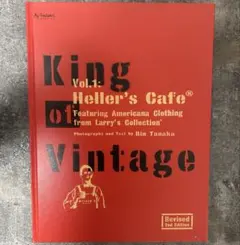 King
Vol.1:
Heller's Cafe®
of
Featuring Americana Clothing
from Larry's Collection
Photography and Text by Rin Tanaka
Vintage
Revised
2nd Edition